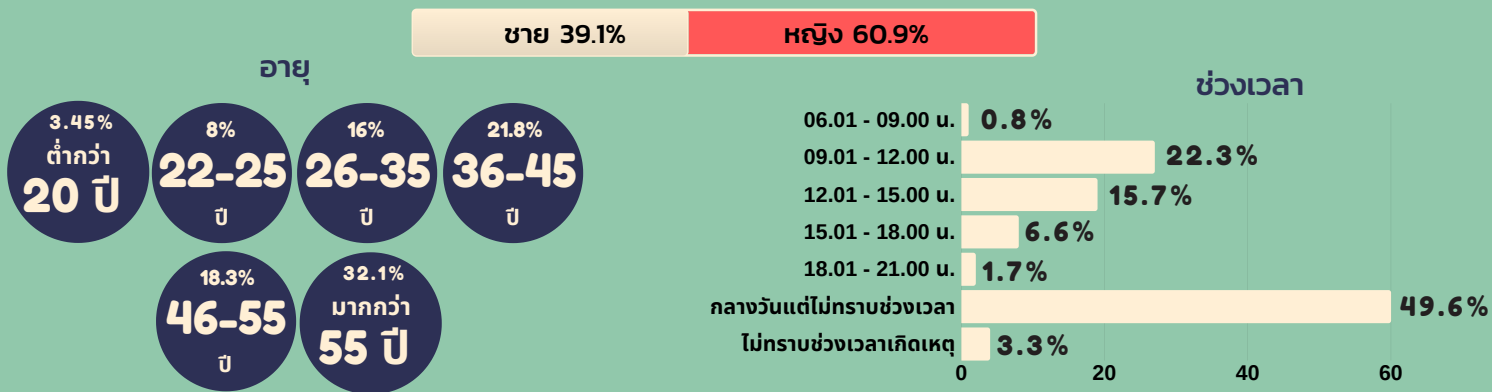 ชาย 39.1%
หญิง 60.9%
อายุ
3.45%
ต่ำกว่า
20 ปี
8%
22-25
ปี
16%
26-35
ปี
21.8%
36-45
ปี
18.3%
46-55
ปี
32.1%
มากกว่า
55 ปี
ช่วงเวลา
06.01 - 09.00 น. 0.8%
09.01 - 12.00 น. 22.3%
12.01 - 15.00 น. 15.7%
15.01 - 18.00 น. 6.6%
18.01 - 21.00 น. 1.7%
กลางวันแต่ไม่ทราบช่วงเวลา 49.6%
ไม่ทราบช่วงเวลาเกิดเหตุ 3.3%
0 20 40 60